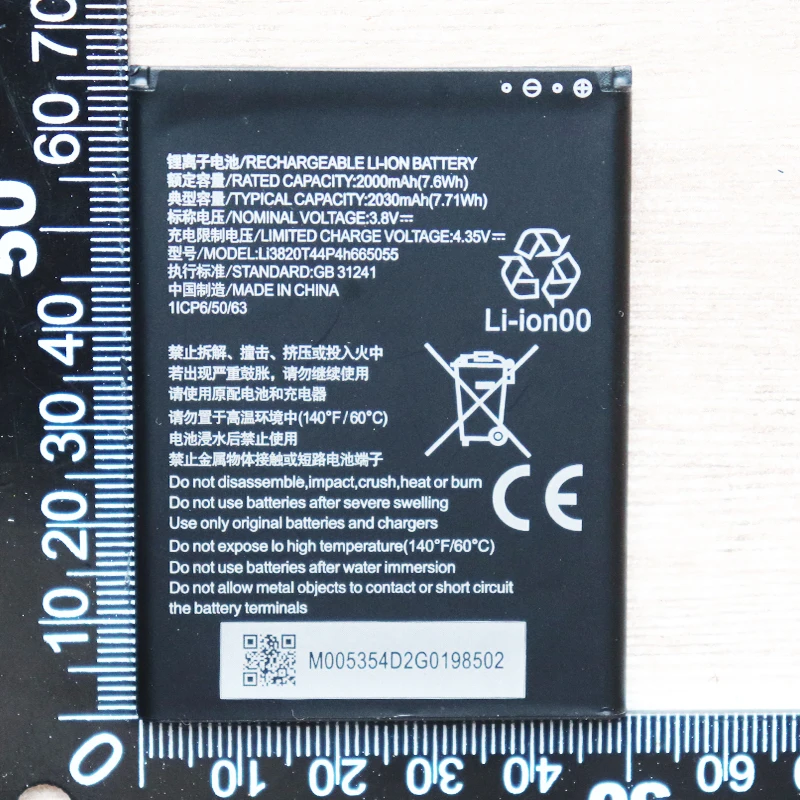 锂离子电池/RECHARGEABLE LI-ION BATTERY
额定容量/RATED CAPACITY:2000mAh(7.6Wh)
典型容量/TYPICAL CAPACITY:2030mAh(7.71Wh)
标称电压/NOMINAL VOLTAGE:3.8V⎓
充电限制电压/LIMITED CHARGE VOLTAGE:4.35V⎓
型号/MODEL:Li3820T44P4h665055
执行标准/STANDARD:GB 31241
中国制造/MADE IN CHINA
1ICP6/50/63
Li-ion00
禁止拆解、撞击、挤压或投入火中
若出现严重鼓胀，请勿继续使用
请使用原配电池和充电器
请勿置于高温环境中(140°F/60°C)
电池浸水后禁止使用
禁止金属物体接触或短路电池端子
Do not disassemble,impact,crush,heat or burn
Do not use batteries after severe swelling
Use only original batteries and chargers
Do not expose lo high temperature(140°F/60°C)
Do not use batteries after water immersion
Do not allow metal objects to contact or short circuit
the battery terminals
CE
M005354D2G0198502
70
60
50
40
30
20
10
0
10
20
30
40
50
60